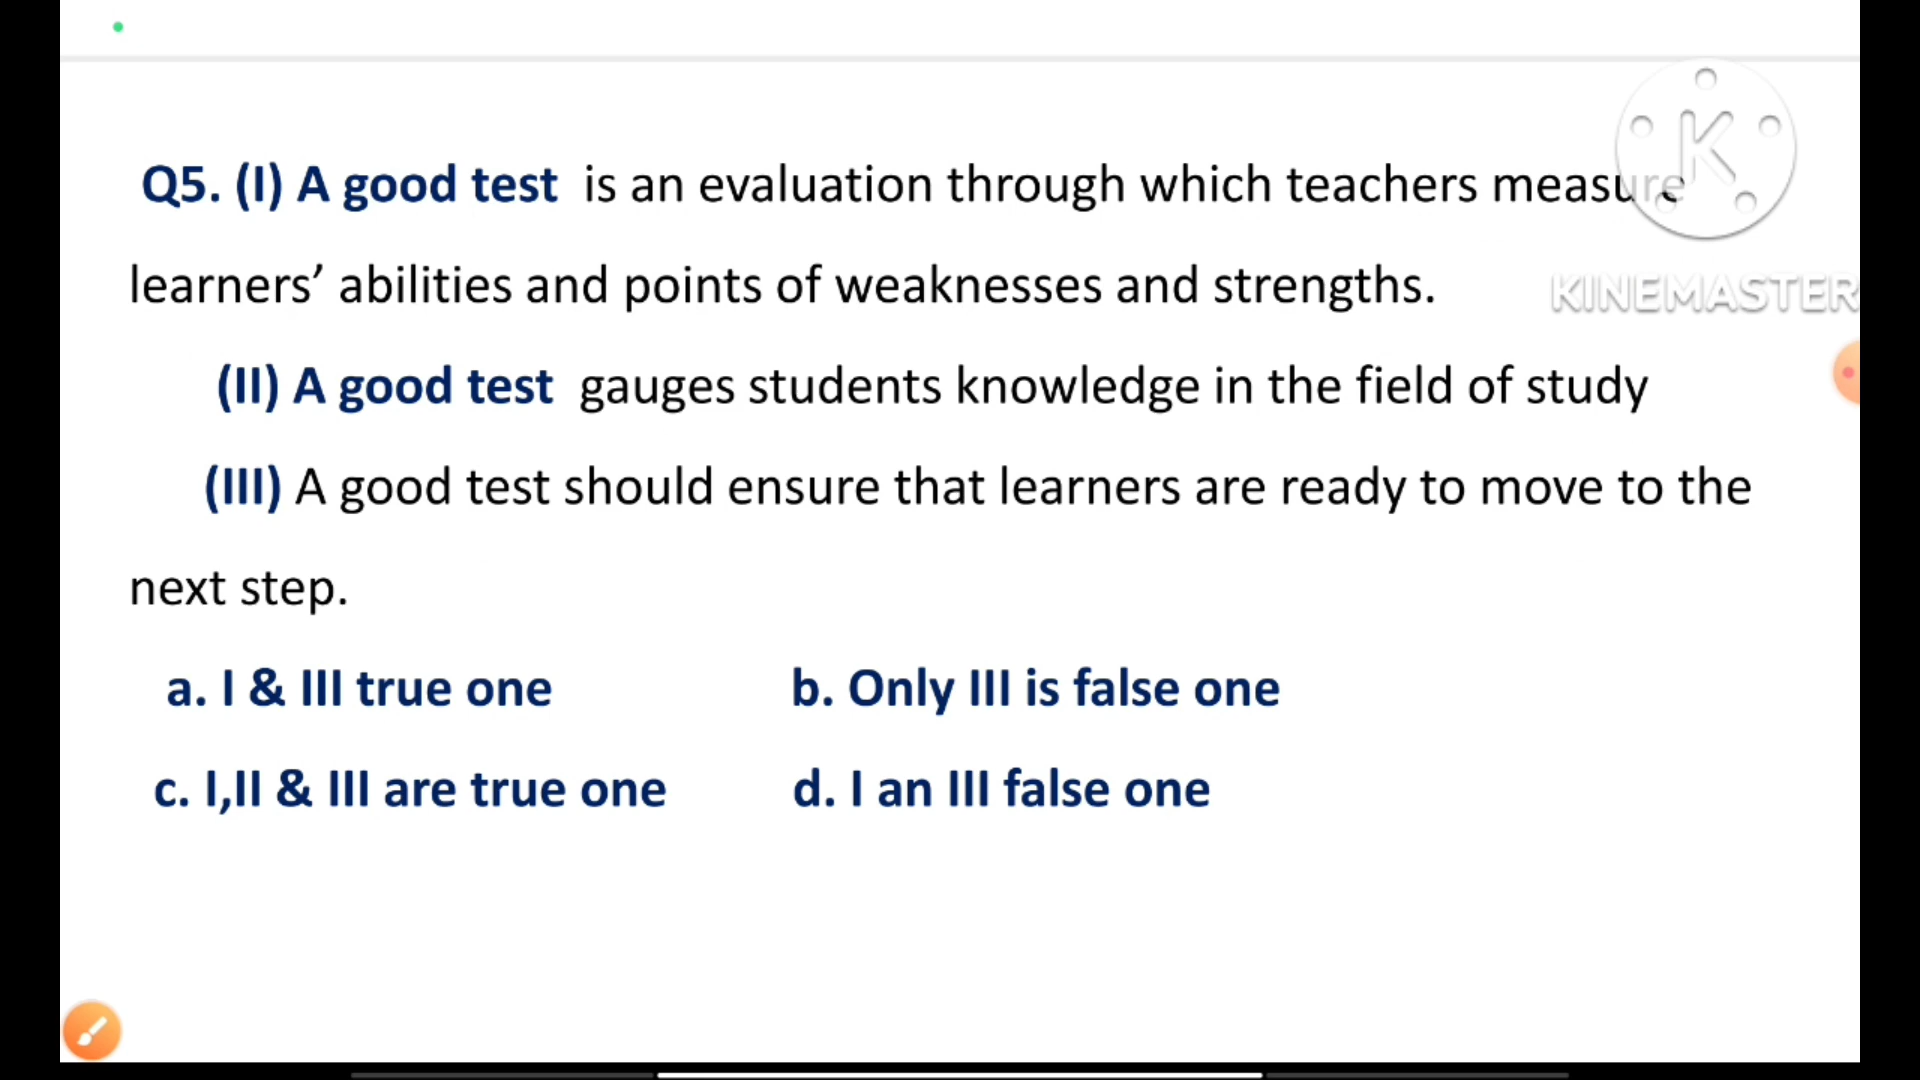 Q5. (I) A good test is an evaluation through which teachers measure
learners’ abilities and points of weaknesses and strengths.
KINEMASTER
(II) A good test gauges students knowledge in the field of study
(III) A good test should ensure that learners are ready to move to the
next step.
a. I & III true one b. Only III is false one
c. I,II & III are true one d. I an III false one